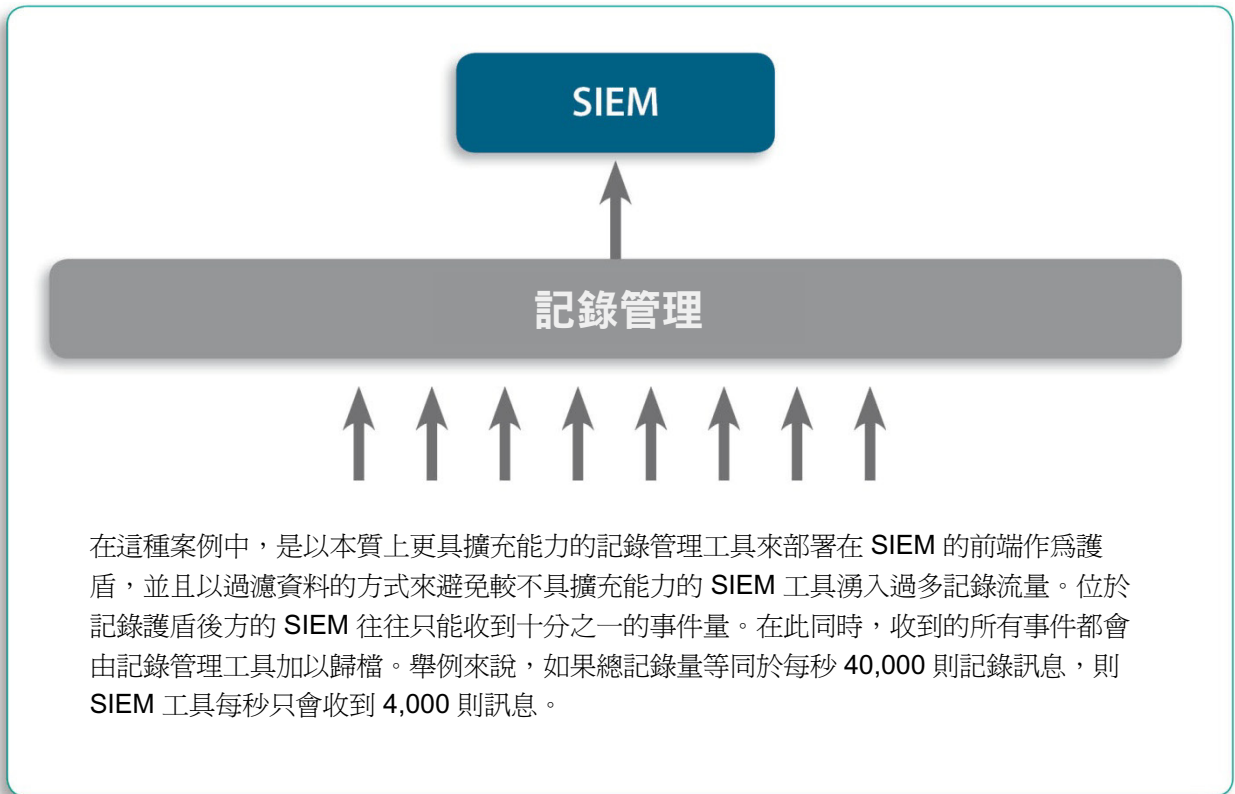 SIEM
記錄管理
在這種案例中,是以本質上更具擴充能力的記錄管理工具來部署在 SIEM 的前端作爲護
盾,並且以過濾資料的方式來避免較不具擴充能力的 SIEM 工具湧入過多記錄流量。位於
記錄護盾後方的 SIEM 往往只能收到十分之一的事件量。在此同時,收到的所有事件都會
由記錄管理工具加以歸檔。舉例來說,如果總記錄量等同於每秒 40,000 則記錄訊息,則
SIEM 工具每秒只會收到 4,000 則訊息。